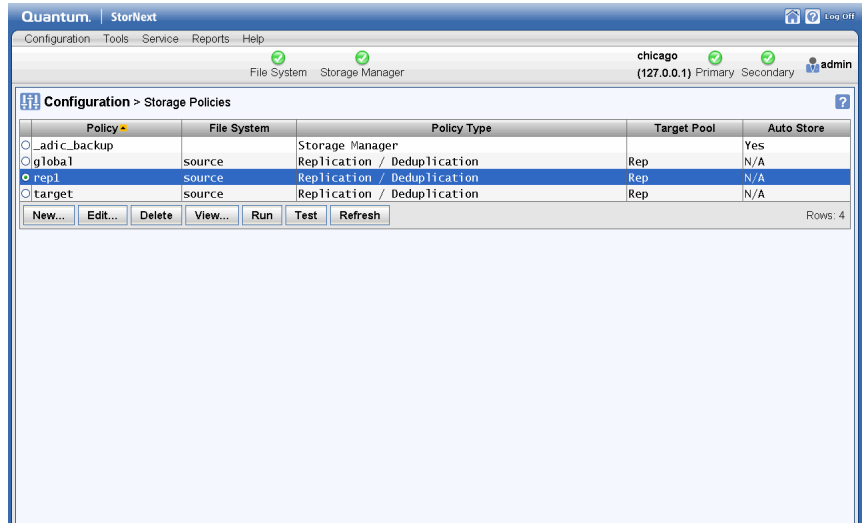 Quantum. StorNext Log Off
Configuration Tools Service Reports Help
File System Storage Manager chicago (127.0.0.1) Primary Secondary admin
Configuration > Storage Policies ?
Policy File System Policy Type Target Pool Auto Store
_adic_backup Storage Manager Yes
global source Replication / Deduplication Rep N/A
rep1 source Replication / Deduplication Rep N/A
target source Replication / Deduplication Rep N/A
New... Edit... Delete View... Run Test Refresh Rows: 4